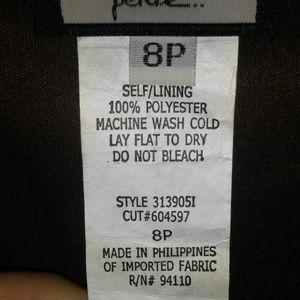 8P
SELF/LINING
100% POLYESTER
MACHINE WASH COLD
LAY FLAT TO DRY
DO NOT BLEACH
STYLE 313905I
CUT#604597
8P
MADE IN PHILIPPINES
OF IMPORTED FABRIC
R/N# 94110